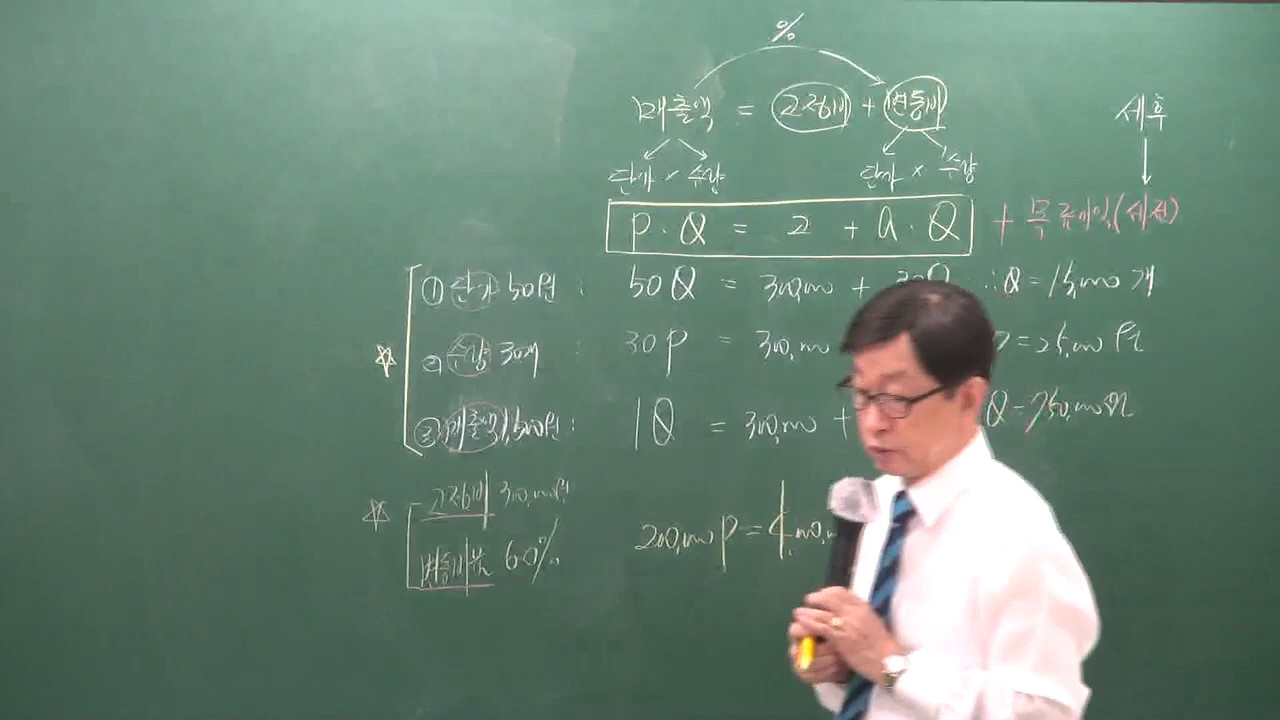 %
매출액 = 고정비 + 변동비
세후
단가 × 수량 단가 × 수량
P · Q = 2 + a · Q + 목표이익(세전)
① 단가 50원 : 50Q = 300,000 + 30Q ∴ Q = 15,000개
② 수량 30개 : 30P = 300,000 = 25,000원
③ 매출액 1,500원 : 1Q = 300,000 + Q = 750,000원
☆
☆ - 고정비 300,000원
변동비율 60%
200,000P =